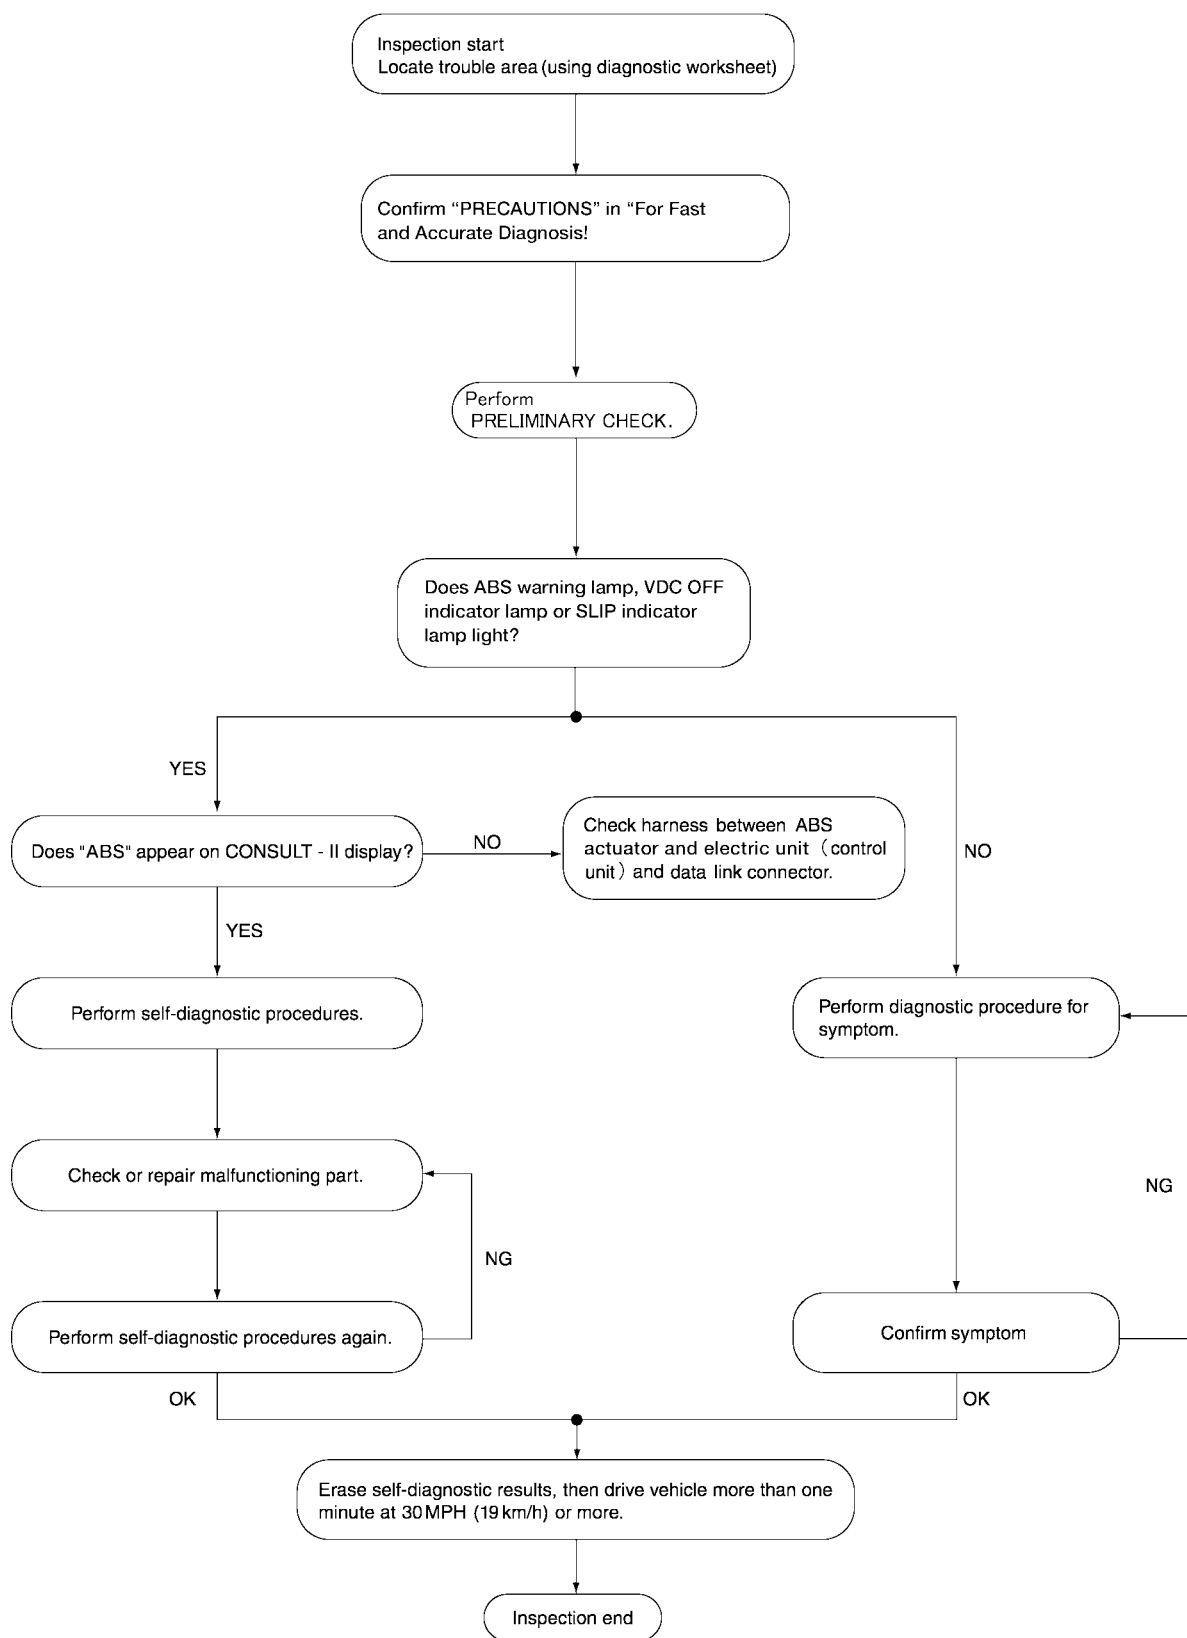 Inspection start
Locate trouble area (using diagnostic worksheet)
Confirm “PRECAUTIONS” in “For Fast
and Accurate Diagnosis!
Perform
PRELIMINARY CHECK.
Does ABS warning lamp, VDC OFF
indicator lamp or SLIP indicator
lamp light?
YES
NO
Does "ABS" appear on CONSULT - II display?
NO
Check harness between ABS
actuator and electric unit (control
unit) and data link connector.
YES
Perform self-diagnostic procedures.
Perform diagnostic procedure for
symptom.
Check or repair malfunctioning part.
NG
NG
Perform self-diagnostic procedures again.
Confirm symptom
OK
OK
Erase self-diagnostic results, then drive vehicle more than one
minute at 30 MPH (19 km/h) or more.
Inspection end